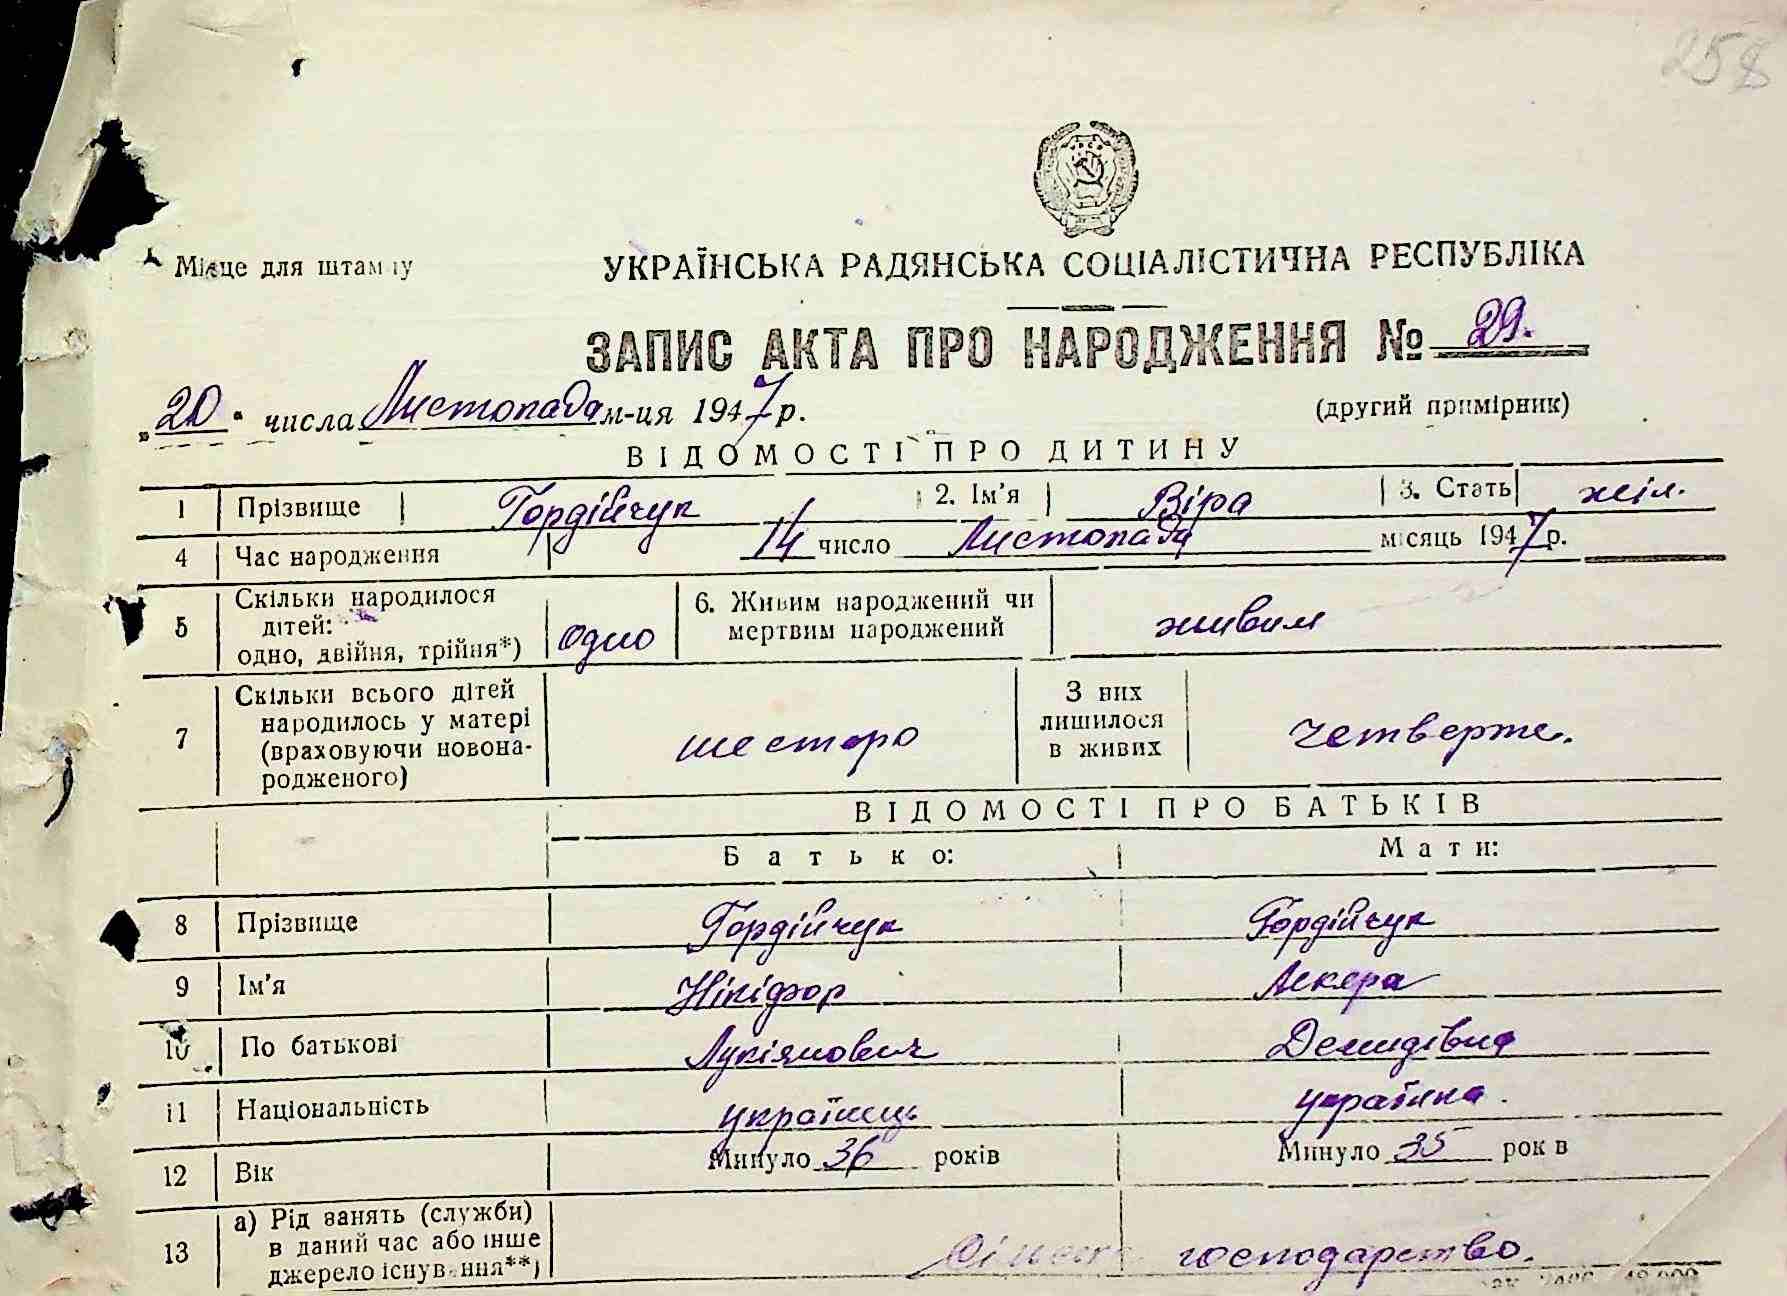 258
Місце для штампу
УКРАЇНСЬКА РАДЯНСЬКА СОЦІАЛІСТИЧНА РЕСПУБЛІКА
ЗАПИС АКТА ПРО НАРОДЖЕННЯ № 29.
„20" числа Листопада м-ця 1947 р.
(другий примірник)
ВІДОМОСТІ ПРО ДИТИНУ
1 Прізвище Гордійчук 2. Ім'я Віра 3. Стать жіл.
4 Час народження 14 число Листопада місяць 1947 р.
5 Скільки народилося
дітей:
одно, двійня, трійня*) одно 6. Живим народжений чи
мертвим народжений живим
7 Скільки всього дітей
народилось у матері
(враховуючи новона-
родженого) шестеро З них
лишилося
в живих четверте.
ВІДОМОСТІ ПРО БАТЬКІВ
Батько: Мати:
8 Прізвище Гордійчук Гордійчук
9 Ім'я Нікіфор
10 По батькові Лукіянович Демидівна
11 Національність українець українка.
12 Вік Минуло 36 років Минуло 35 років
13 а) Рід занять (служби)
в даний час або інше
джерело існування**) господарство.